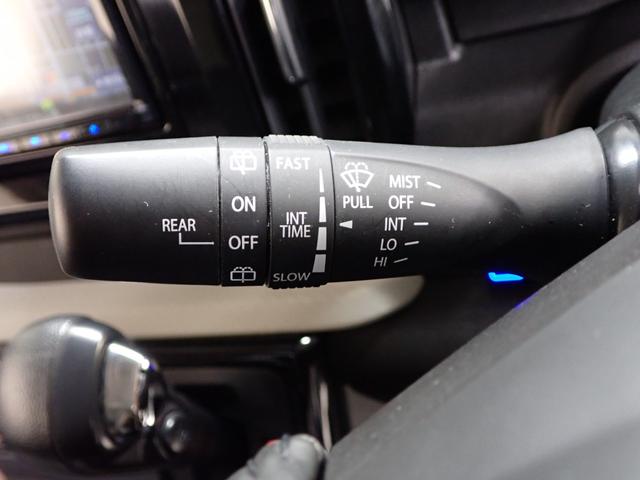 REAR
ON
OFF
FAST
INT
TIME
SLOW
PULL
MIST
OFF
INT
LO
HI